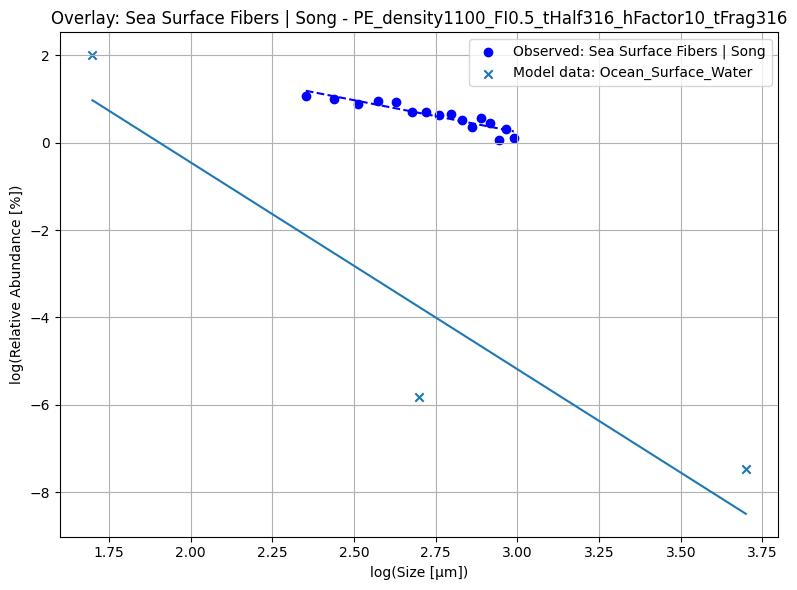 Overlay: Sea Surface Fibers | Song - PE_density1100_FI0.5_tHalf316_hFactor10_tFrag316
Observed: Sea Surface Fibers | Song
Model data: Ocean_Surface_Water
log(Relative Abundance [%])
2
0
−2
−4
−6
−8
1.75 2.00 2.25 2.50 2.75 3.00 3.25 3.50 3.75
log(Size [µm])